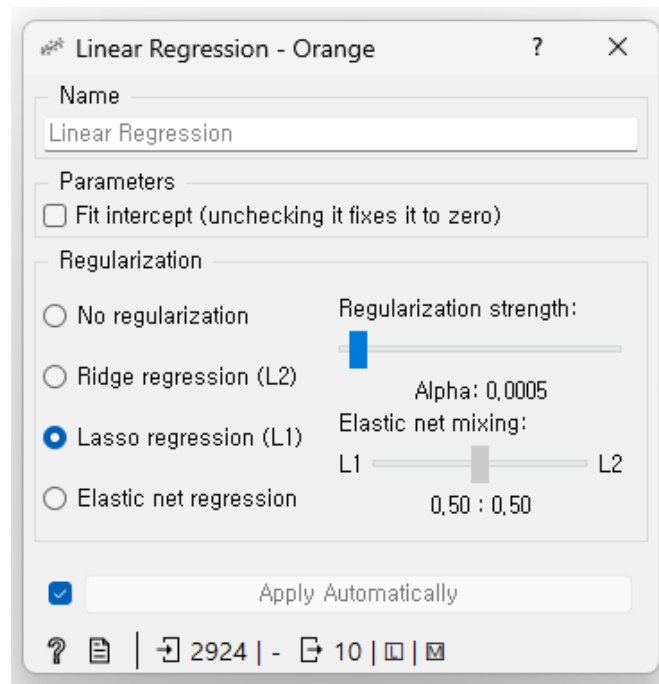 Linear Regression - Orange ? ×
Name
Linear Regression
Parameters
Fit intercept (unchecking it fixes it to zero)
Regularization
No regularization
Ridge regression (L2)
Lasso regression (L1)
Elastic net regression
Regularization strength:
Alpha: 0,0005
Elastic net mixing:
L1 L2
0,50 : 0,50
Apply Automatically
? | 2924 | - 10 | L | M